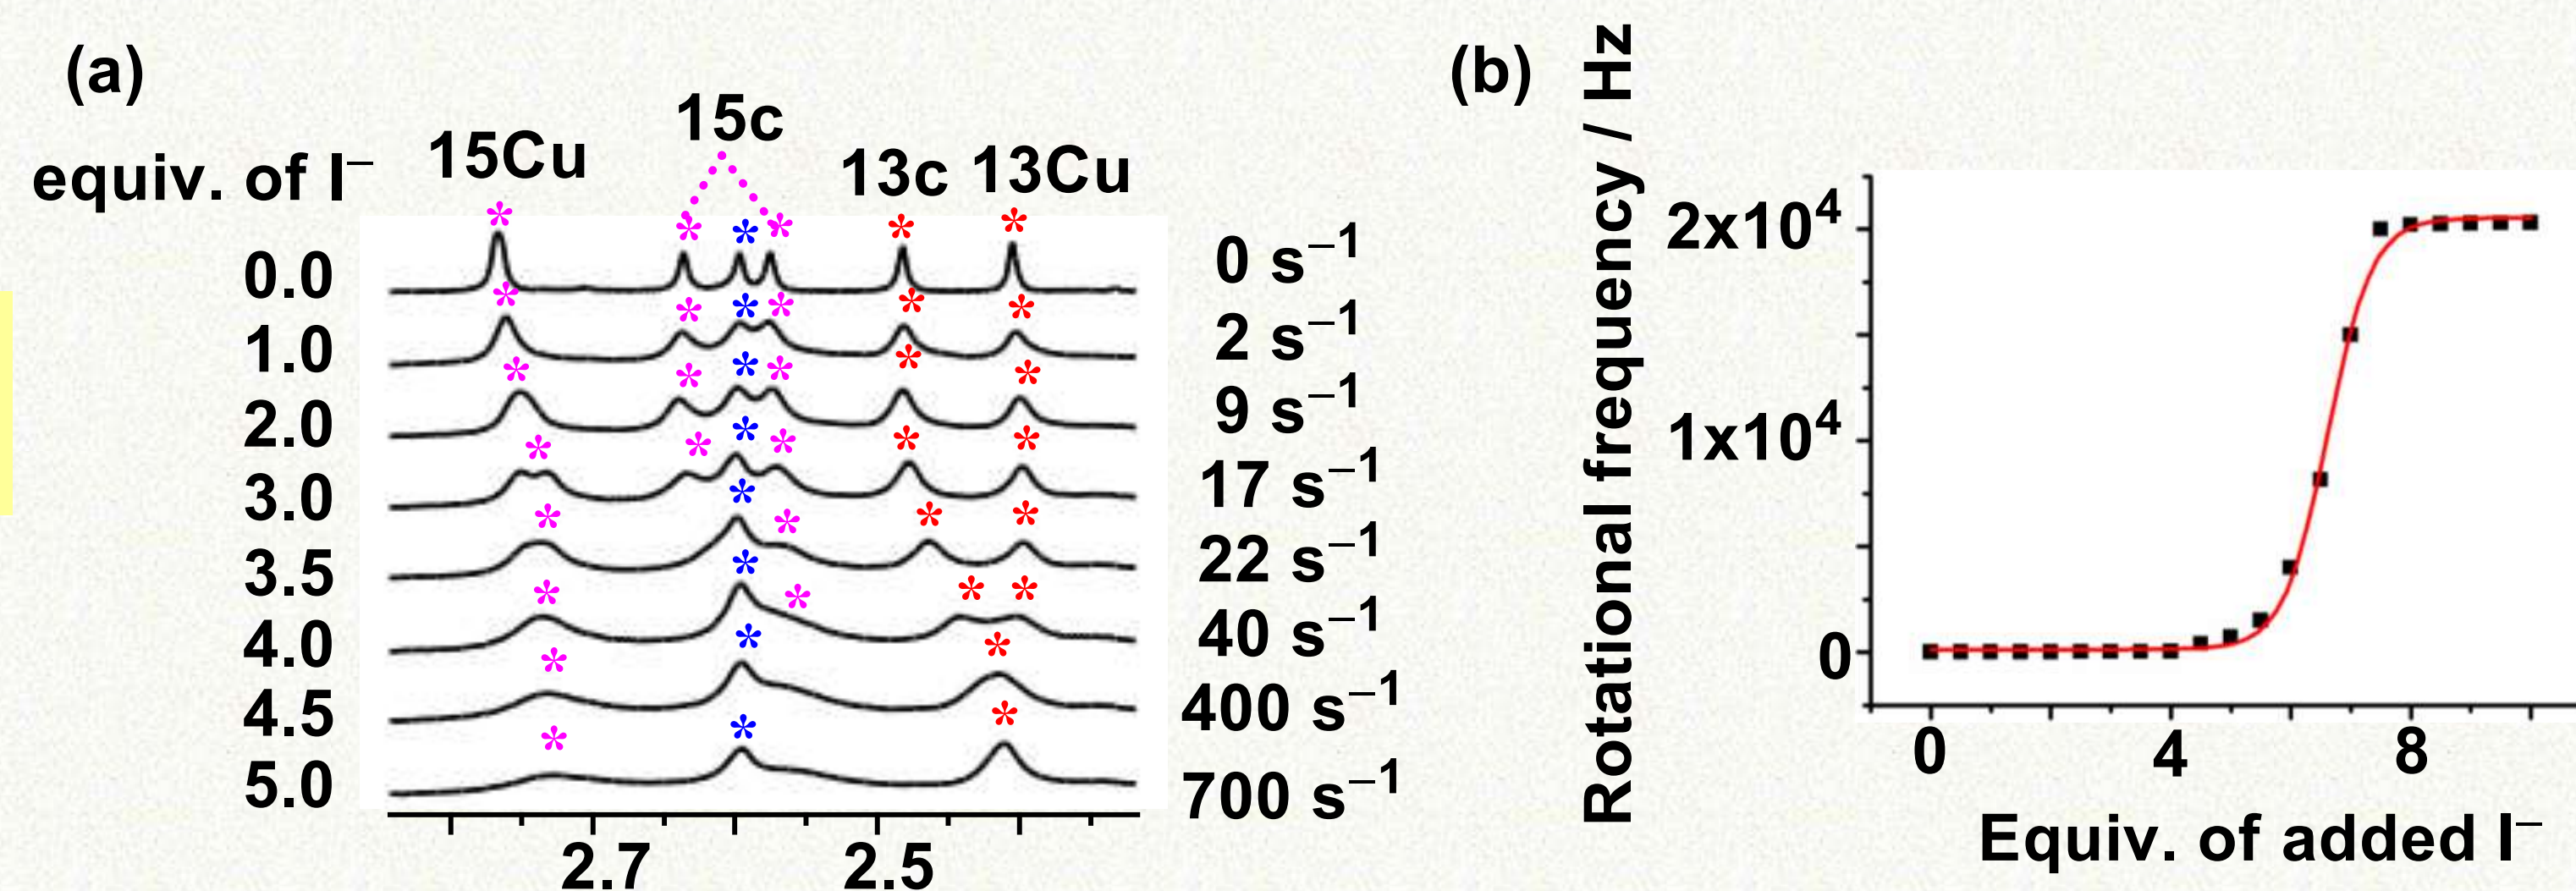 (a)
equiv. of I⁻
15Cu
15c
13c 13Cu
0.0
0 s⁻¹
1.0
2 s⁻¹
2.0
9 s⁻¹
3.0
17 s⁻¹
3.5
22 s⁻¹
4.0
40 s⁻¹
4.5
400 s⁻¹
5.0
700 s⁻¹
2.7 2.5
(b)
Rotational frequency / Hz
2x10⁴
1x10⁴
0
0 4 8
Equiv. of added I⁻